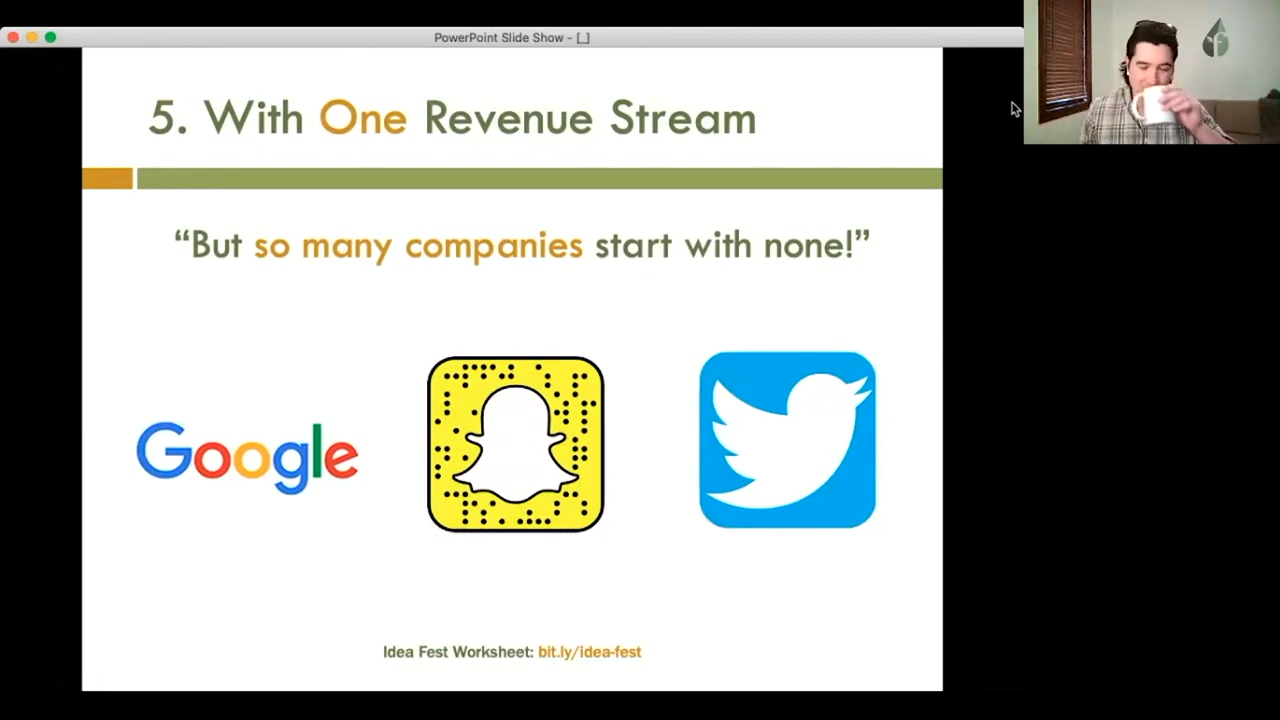 PowerPoint Slide Show - [_]
5. With One Revenue Stream
“But so many companies start with none!”
Google
Idea Fest Worksheet: bit.ly/idea-fest
f